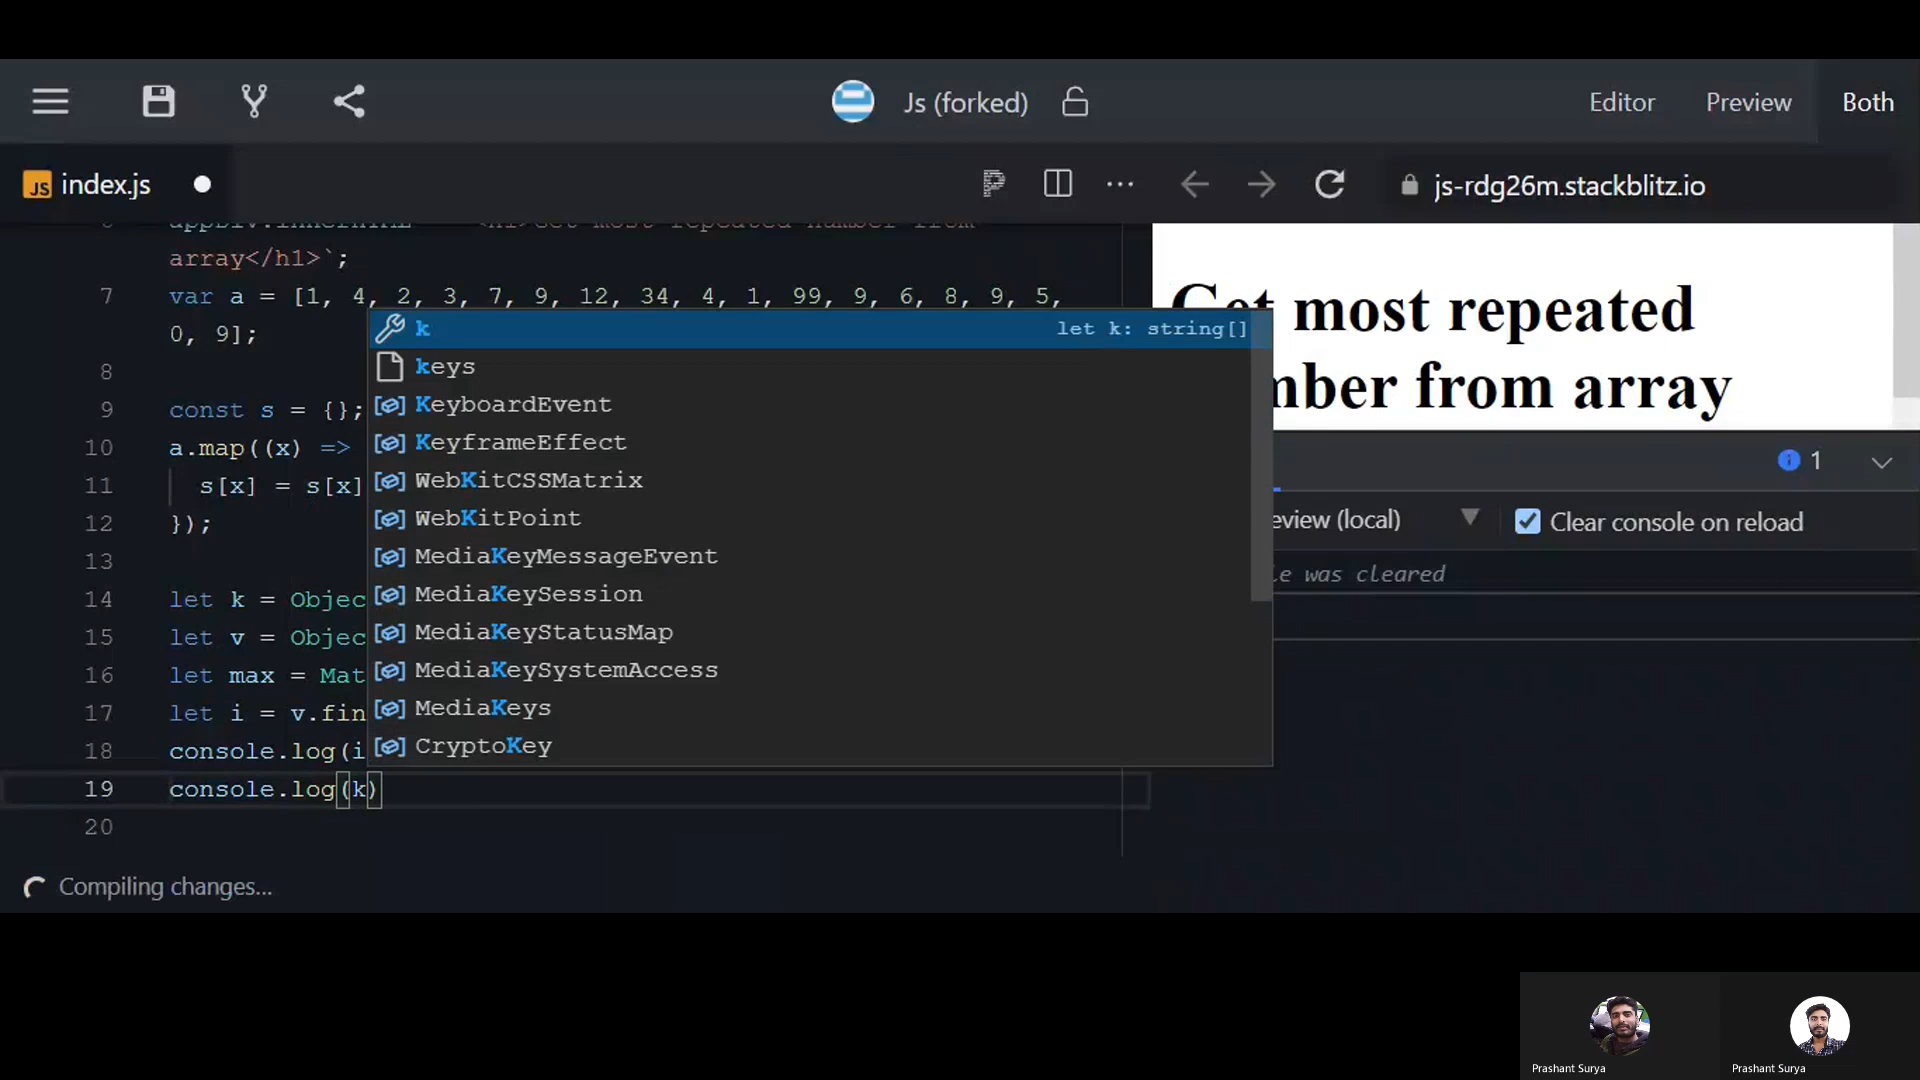 Js (forked)
Editor
Preview
Both
JS index.js
js-rdg26m.stackblitz.io
array</h1>`;
7 var a = [1, 4, 2, 3, 7, 9, 12, 34, 4, 1, 99, 9, 6, 8, 9, 5,
0, 9];
8
9 const s = {};
10 a.map((x) =>
11 s[x] = s[x]
12 });
13
14 let k = Objec
15 let v = Objec
16 let max = Mat
17 let i = v.fin
18 console.log(i
19 console.log(k)
20
k let k: string[]
keys
KeyboardEvent
KeyframeEffect
WebKitCSSMatrix
WebKitPoint
MediaKeyMessageEvent
MediaKeySession
MediaKeyStatusMap
MediaKeySystemAccess
MediaKeys
CryptoKey
Get most repeated
mber from array
1
eview (local)
Clear console on reload
le was cleared
Compiling changes...
Prashant Surya
Prashant Surya